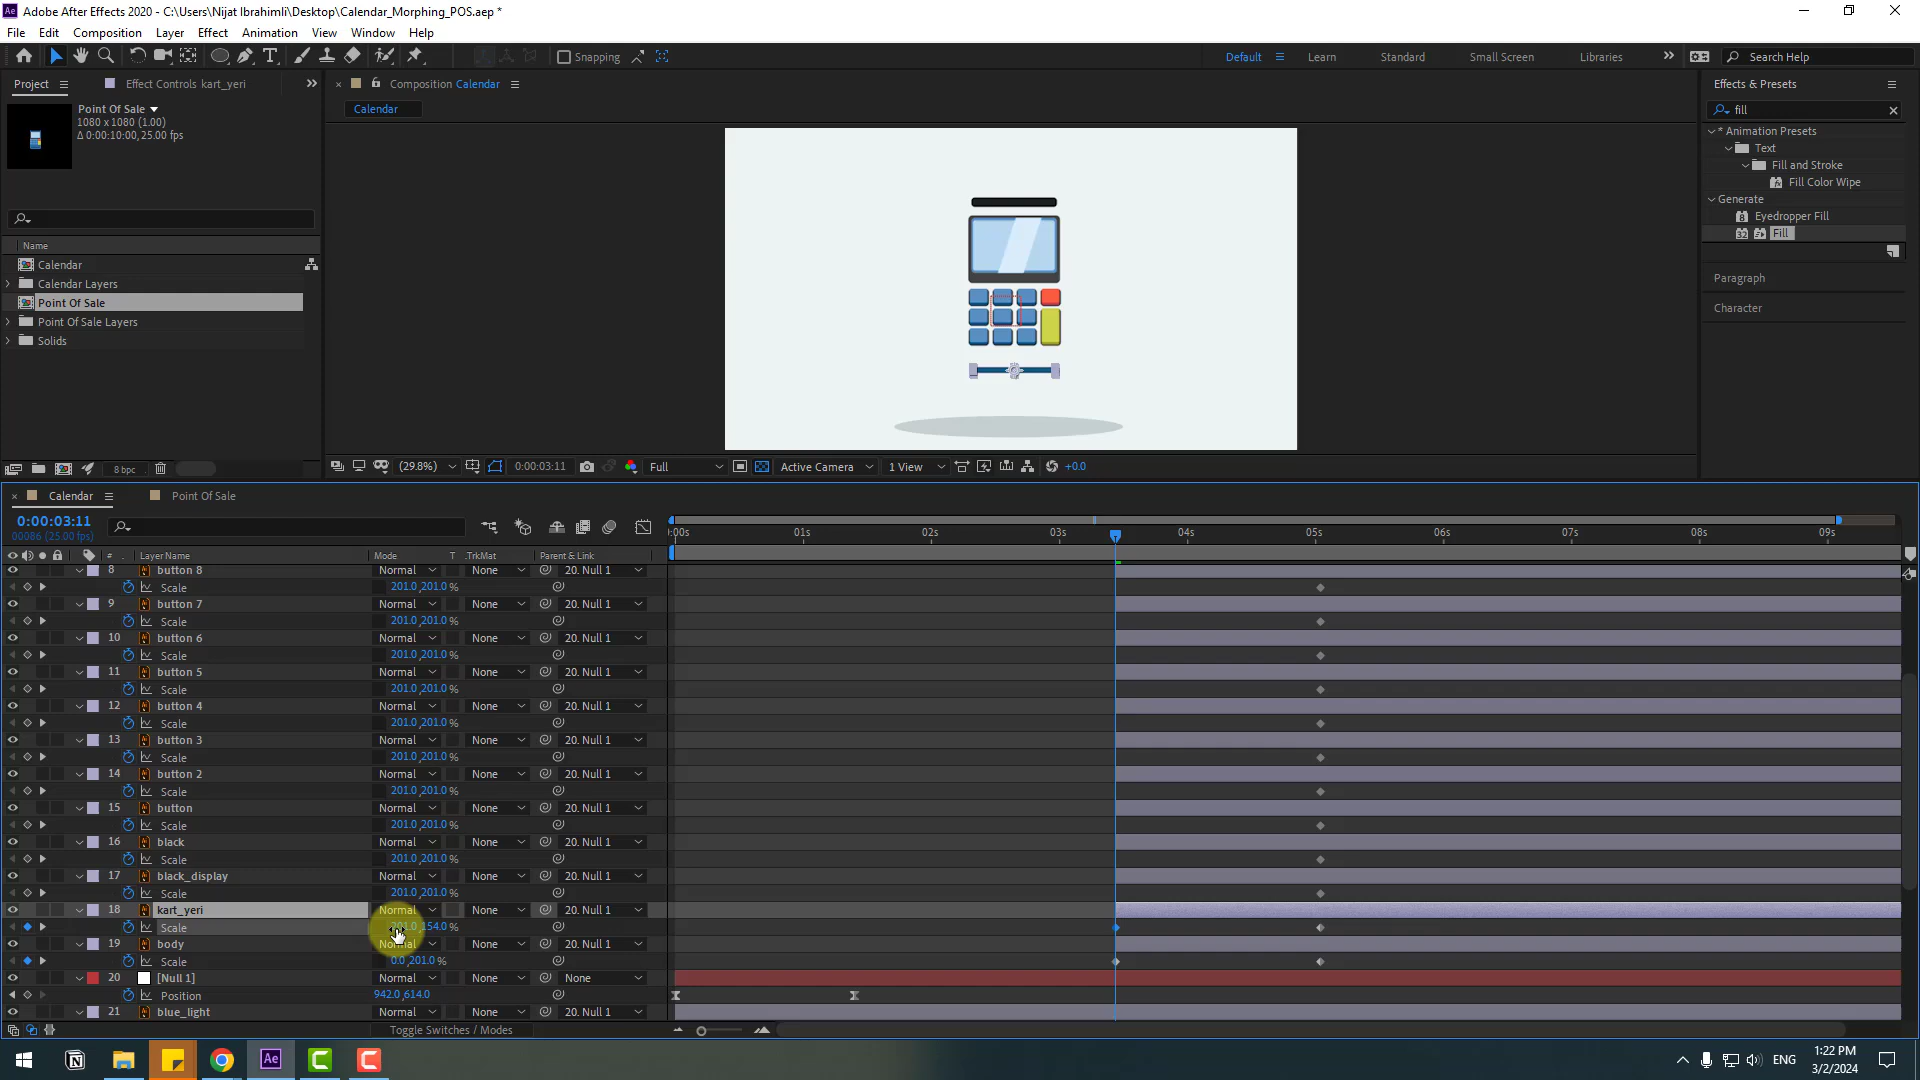 Adobe After Effects 2020 - C:\Users\Nijat Ibrahimli\Desktop\Calendar_Morphing_POS.aep *
File Edit Composition Layer Effect Animation View Window Help
Snapping Default Learn Standard Small Screen Libraries Search Help
Project Effect Controls kart_yeri Composition Calendar Effects & Presets
Calendar
Point Of Sale
1080 x 1080 (1.00)
Δ 0:00:10:00, 25.00 fps
fill
* Animation Presets
Text
Fill and Stroke
Fill Color Wipe
Generate
Eyedropper Fill
Fill
Paragraph
Character
Name
Calendar
Calendar Layers
Point Of Sale
Point Of Sale Layers
Solids
8 bpc (29.8%) 0:00:03:11 Full Active Camera 1 View +0.0
Calendar Point Of Sale
0:00:03:11
00086 (25.00 fps)
:00s 01s 02s 03s 04s 05s 06s 07s 08s 09s
# Layer Name Mode T .TrkMat Parent & Link
8 button 8 Normal None 20. Null 1
Scale 201.0,201.0 %
9 button 7 Normal None 20. Null 1
Scale 201.0,201.0 %
10 button 6 Normal None 20. Null 1
Scale 201.0,201.0 %
11 button 5 Normal None 20. Null 1
Scale 201.0,201.0 %
12 button 4 Normal None 20. Null 1
Scale 201.0,201.0 %
13 button 3 Normal None 20. Null 1
Scale 201.0,201.0 %
14 button 2 Normal None 20. Null 1
Scale 201.0,201.0 %
15 button Normal None 20. Null 1
Scale 201.0,201.0 %
16 black Normal None 20. Null 1
Scale 201.0,201.0 %
17 black_display Normal None 20. Null 1
Scale 201.0,201.0 %
18 kart_yeri Normal None 20. Null 1
Scale 201.0,154.0 %
19 body Normal None 20. Null 1
Scale 0.0,201.0 %
20 [Null 1] Normal None None
Position 942.0,614.0
21 blue_light Normal None 20. Null 1
Toggle Switches / Modes
Ae ENG 1:22 PM
3/2/2024